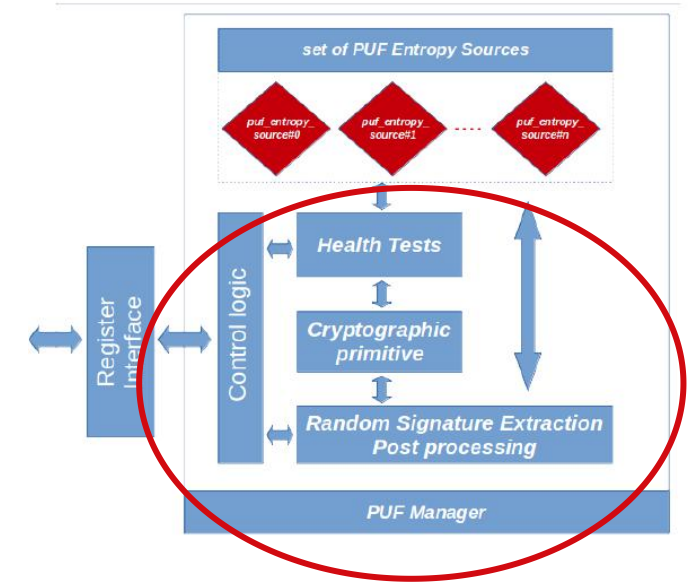 set of PUF Entropy Sources
puf_entropy_
source#0
puf_entropy_
source#1
puf_entropy_
source#n
Health Tests
Control logic
Register
Interface
Cryptographic
primitive
Random Signature Extraction
Post processing
PUF Manager